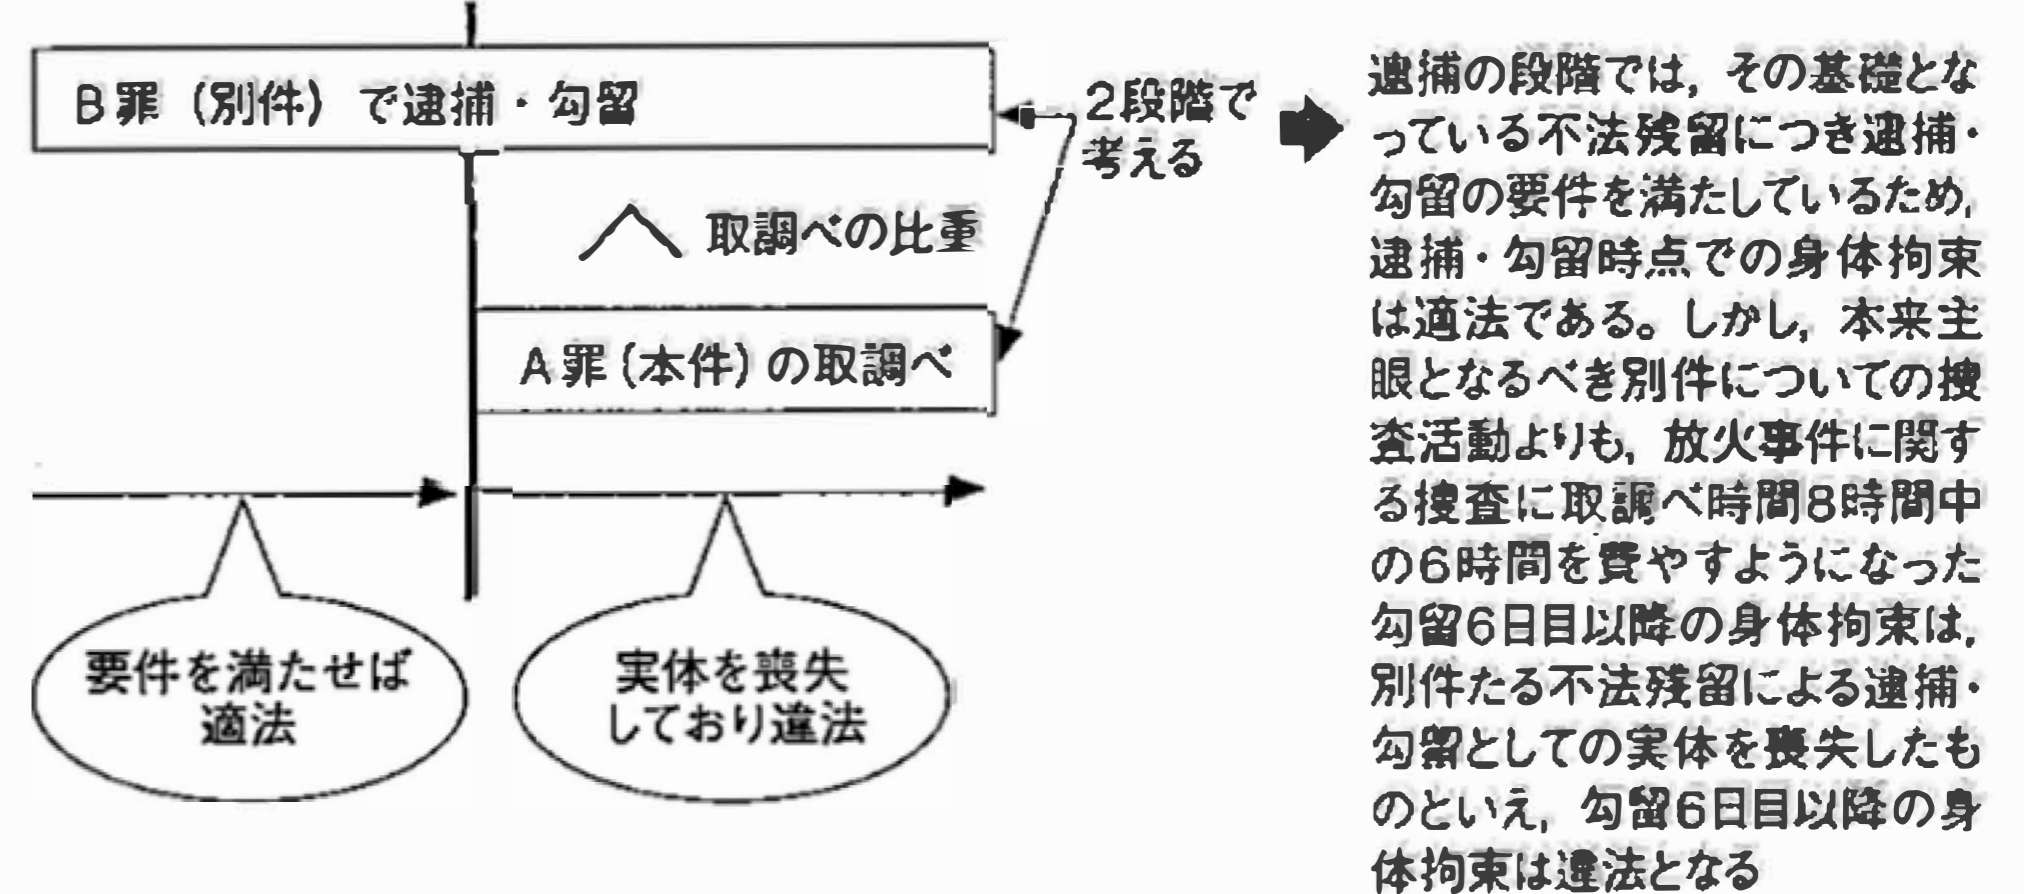 B罪(別件)で逮捕・勾留
取調べの比重
A罪(本件)の取調べ
要件を満たせば
適法
実体を喪失
しており違法
2段階で
考える
逮捕の段階では,その基礎とな
っている不法残留につき逮捕・
勾留の要件を満たしているため,
逮捕・勾留時点での身体拘束
は適法である。しかし,本来主
眼となるべき別件についての捜
査活動よりも,放火事件に関す
る捜査に取調べ時間8時間中
の6時間を費やすようになった
勾留6日目以降の身体拘束は,
別件たる不法残留による逮捕・
勾留としての実体を喪失したも
のといえ,勾留6日目以降の身
体拘束は違法となる